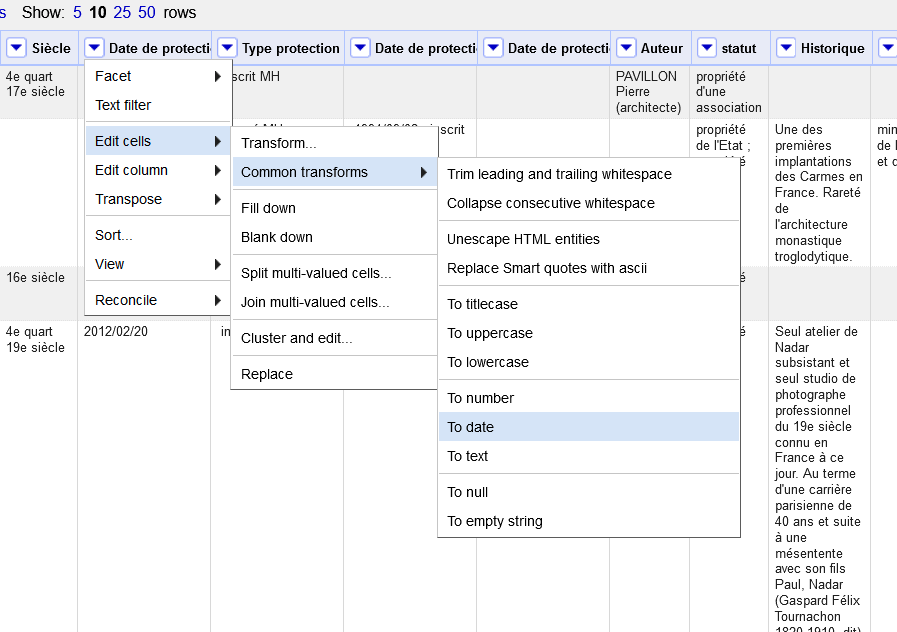 s Show: 5 10 25 50 rows
Siècle Date de protecti Type protection Date de protecti Date de protecti Auteur statut Historique
4e quart
17e siècle
scrit MH
PAVILLON
Pierre
(architecte)
propriété
d'une
association
propriété
de l'Etat ;
Une des
premières
implantations
des Carmes en
France. Rareté
de
l'architecture
monastique
troglodytique.
min
de l
et d
16e siècle
4e quart
19e siècle
2012/02/20
in
Seul atelier de
Nadar
subsistant et
seul studio de
photographe
professionnel
du 19e siècle
connu en
France à ce
jour. Au terme
d'une carrière
parisienne de
40 ans et suite
à une
mésentente
avec son fils
Paul, Nadar
(Gaspard Félix
Tournachon
1820-1910, dit)
Facet
Text filter
Edit cells
Edit column
Transpose
Sort...
View
Reconcile
Transform...
Common transforms
Fill down
Blank down
Split multi-valued cells...
Join multi-valued cells...
Cluster and edit...
Replace
Trim leading and trailing whitespace
Collapse consecutive whitespace
Unescape HTML entities
Replace Smart quotes with ascii
To titlecase
To uppercase
To lowercase
To number
To date
To text
To null
To empty string